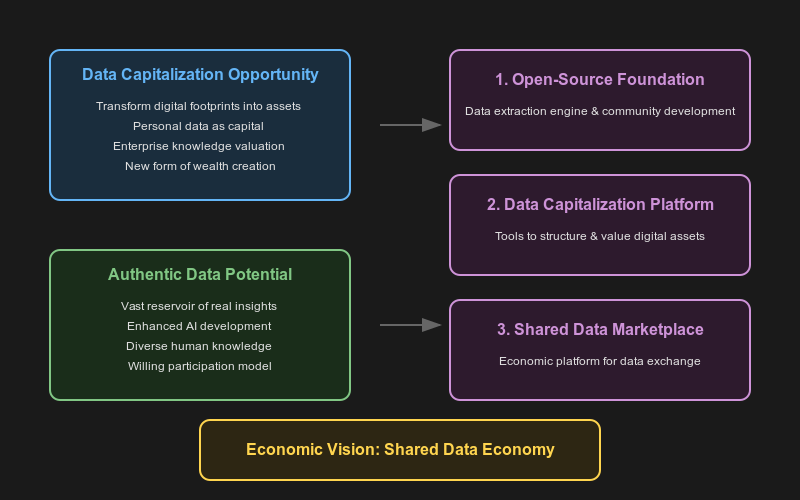 Data Capitalization Opportunity
Transform digital footprints into assets
Personal data as capital
Enterprise knowledge valuation
New form of wealth creation
Authentic Data Potential
Vast reservoir of real insights
Enhanced AI development
Diverse human knowledge
Willing participation model
1. Open-Source Foundation
Data extraction engine & community development
2. Data Capitalization Platform
Tools to structure & value digital assets
3. Shared Data Marketplace
Economic platform for data exchange
Economic Vision: Shared Data Economy